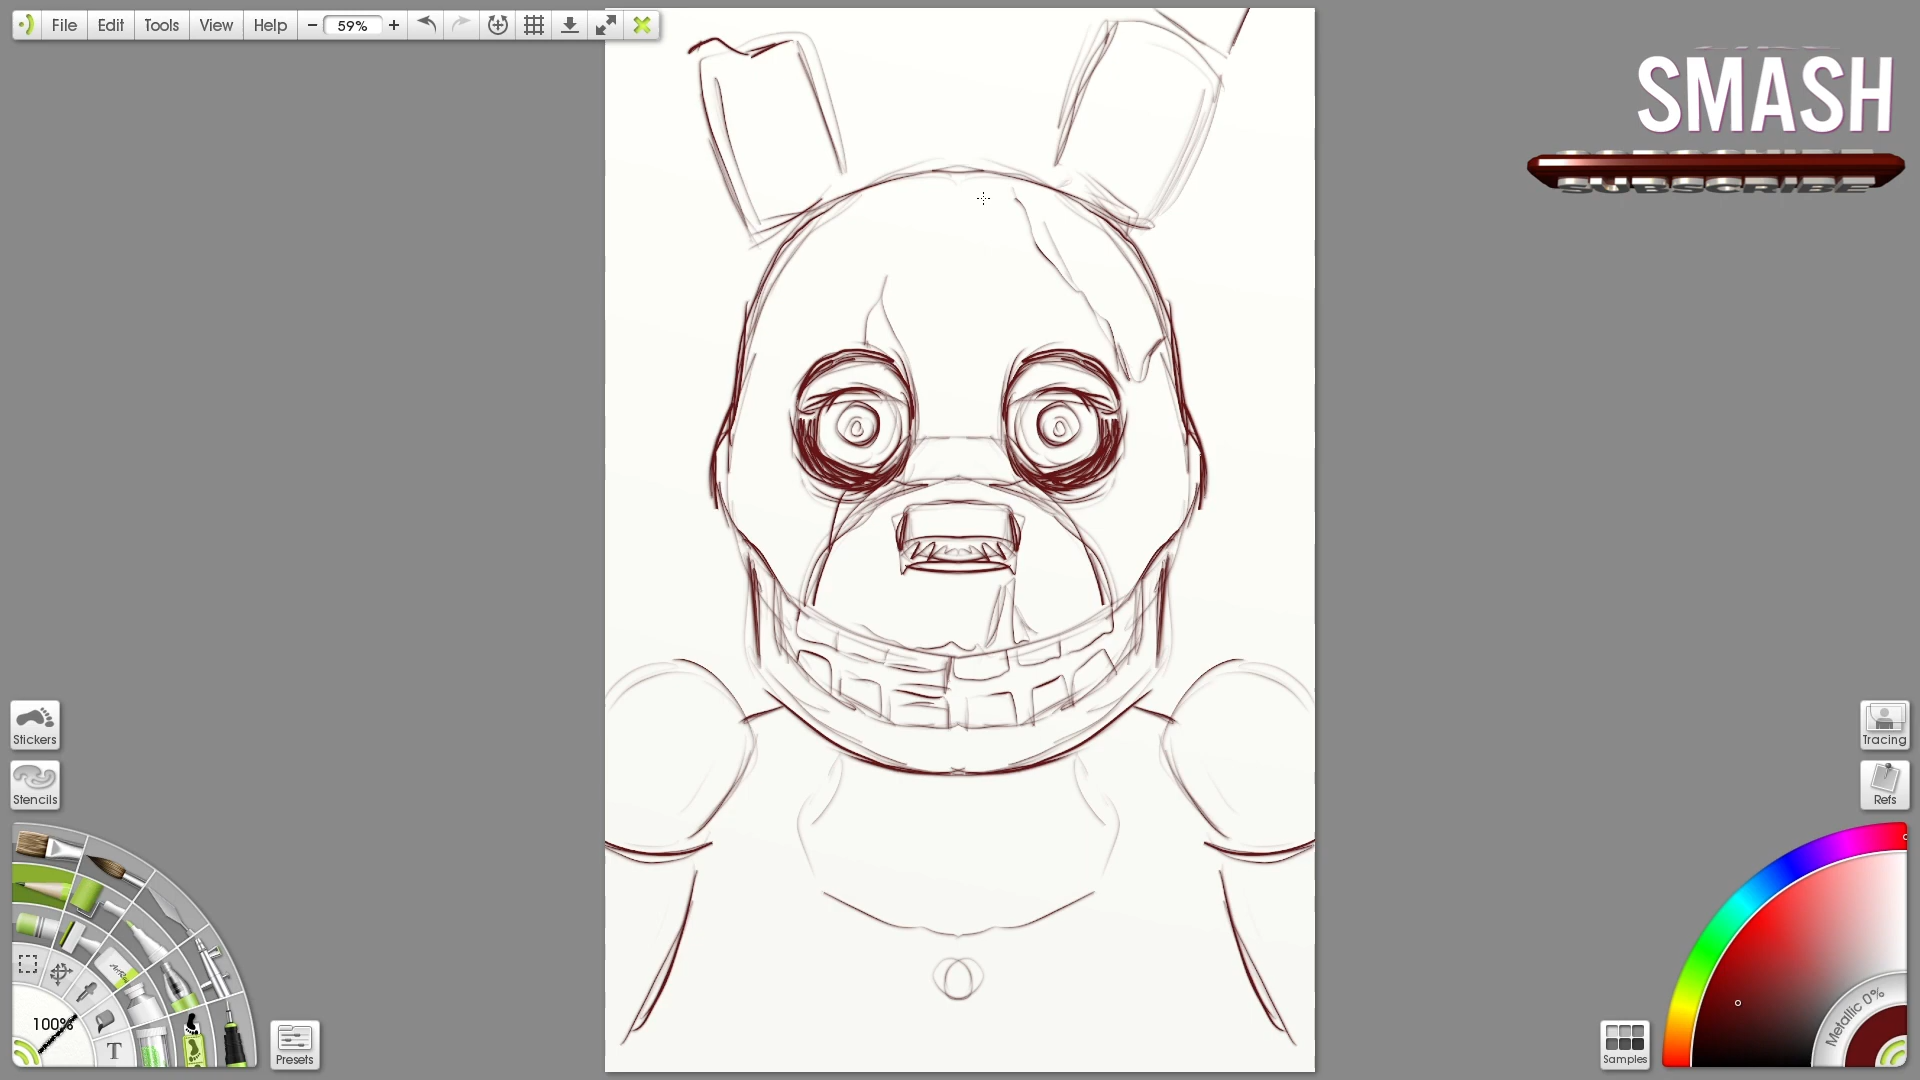 File Edit Tools View Help − 59% +
SMASH
SUBSCRIBE
Stickers
Tracing
Stencils
Refs
Metallic 0%
100%
T
Presets
Samples